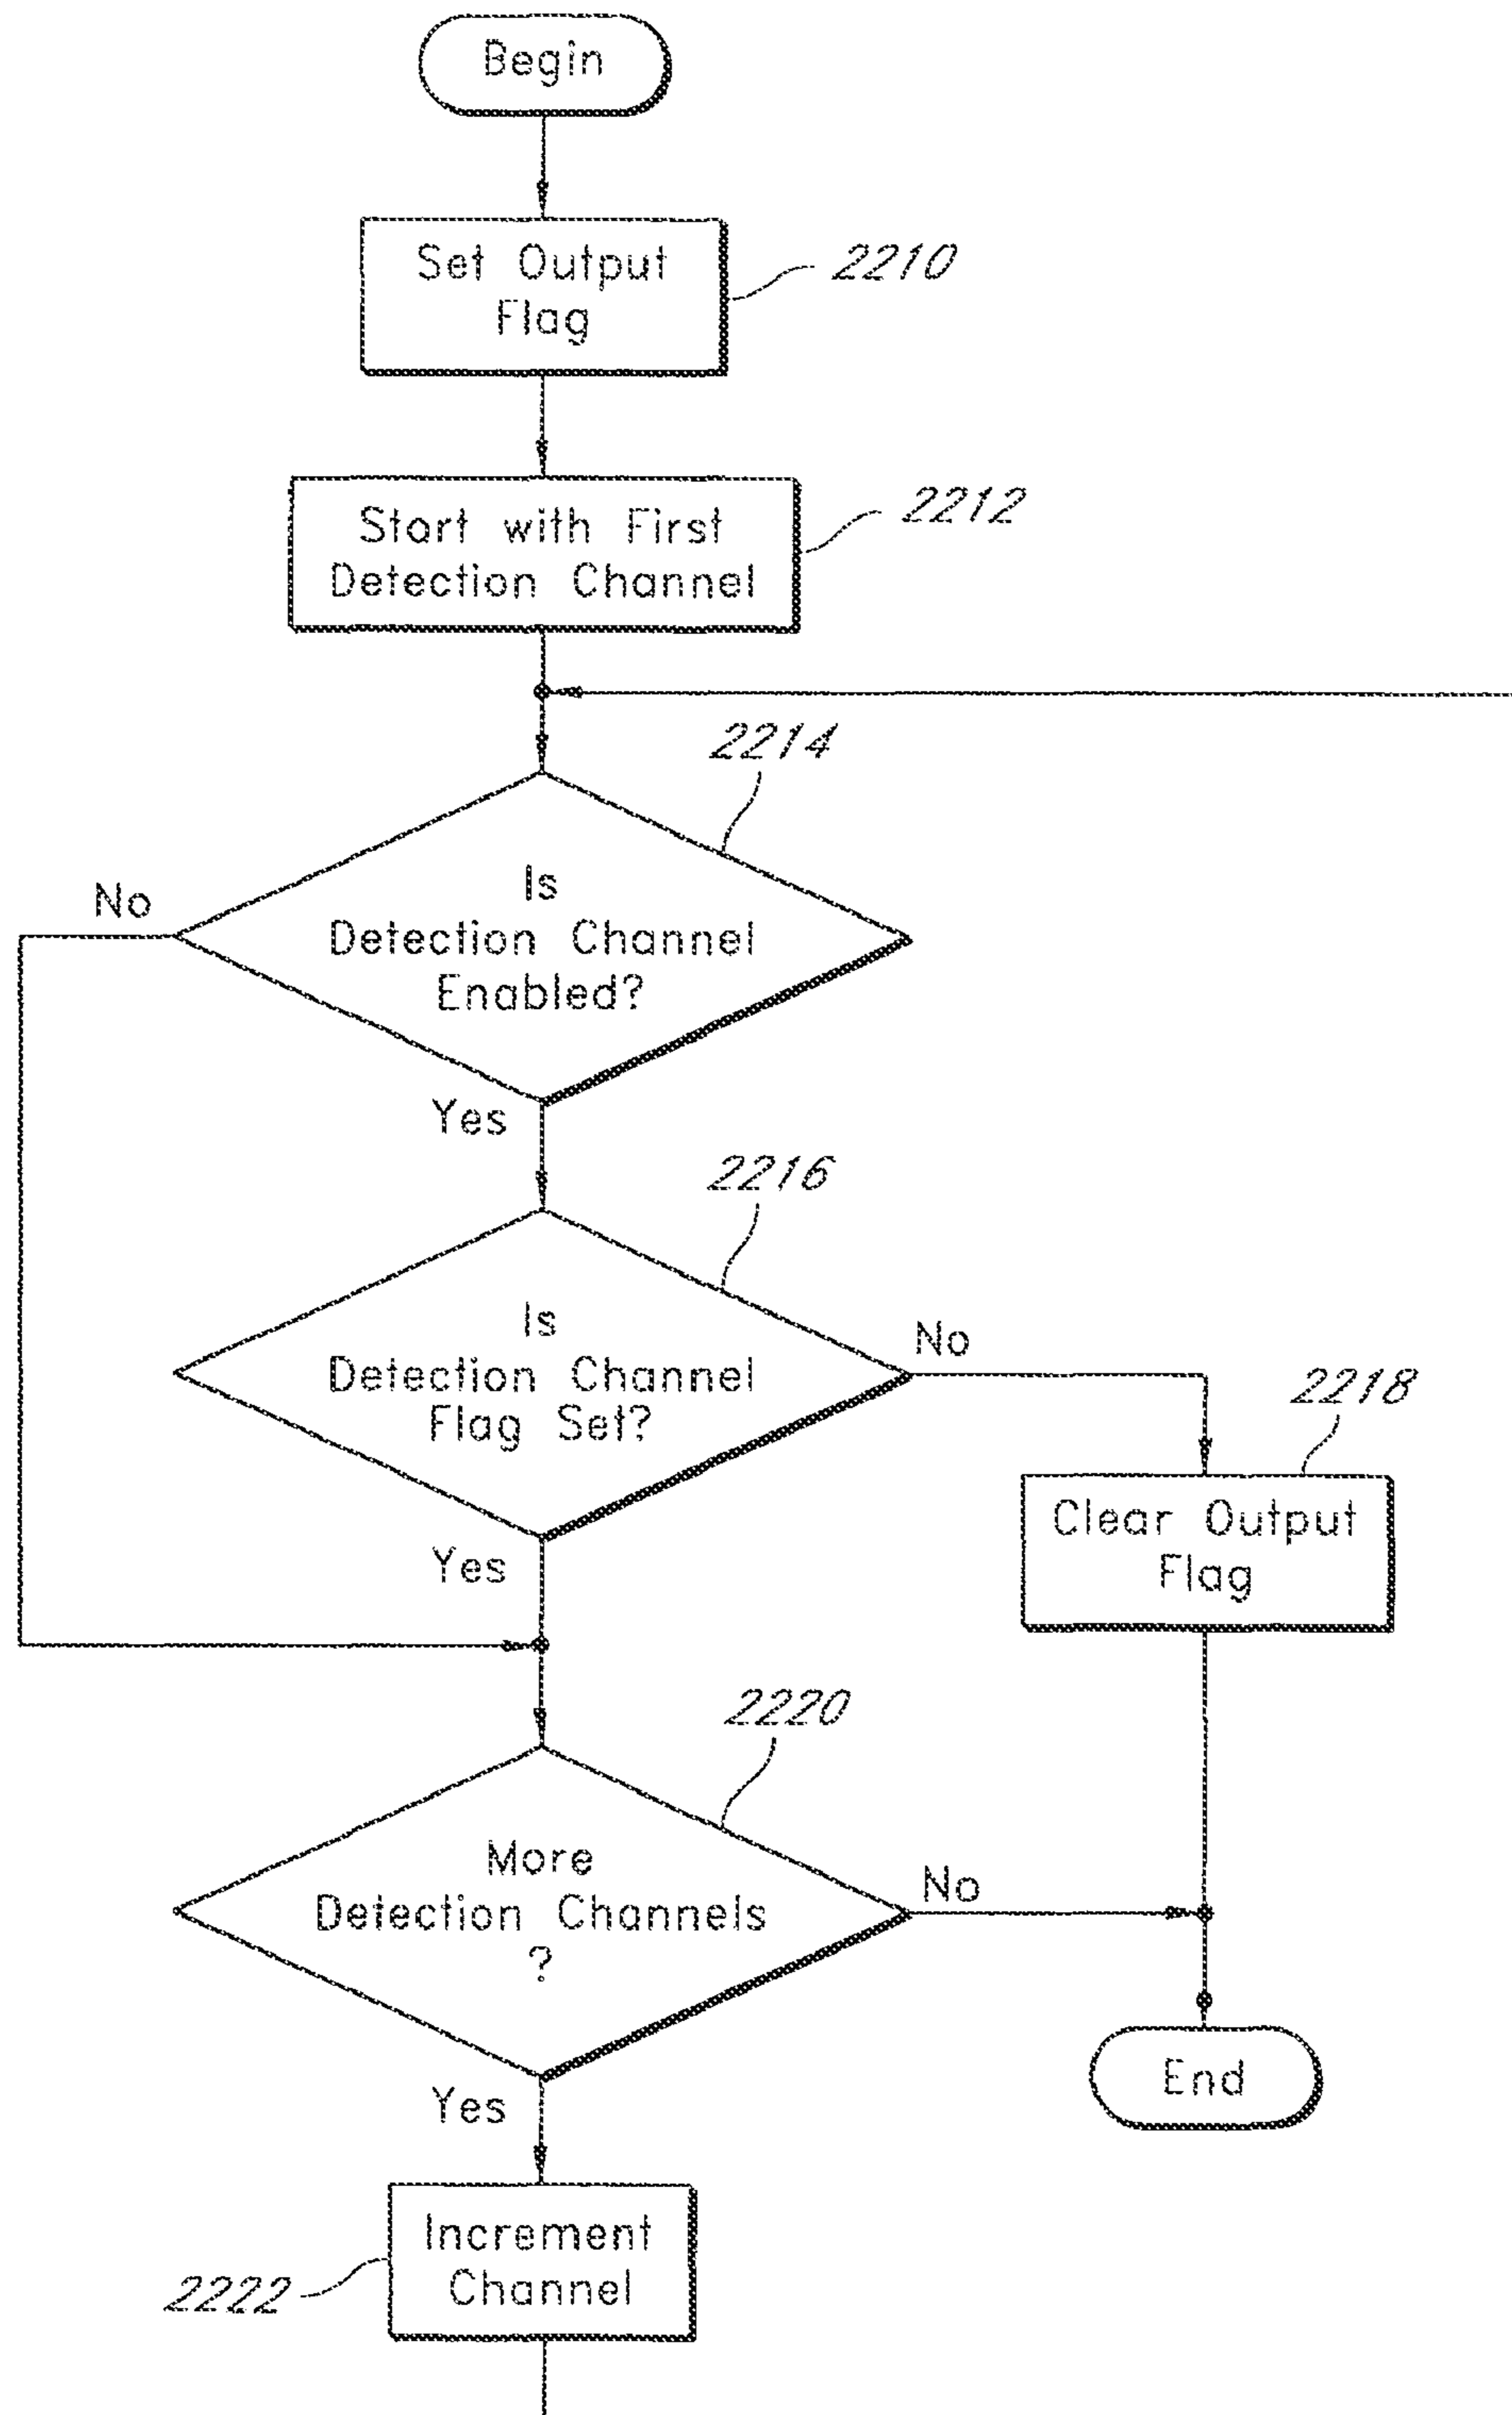 Begin
Set Output
Flag
2210
Start with First
Detection Channel
2212
2214
Is
Detection Channel
Enabled?
No
Yes
2216
Is
Detection Channel
Flag Set?
No
Yes
2218
Clear Output
Flag
2220
More
Detection Channels
?
No
Yes
End
Increment
Channel
2222